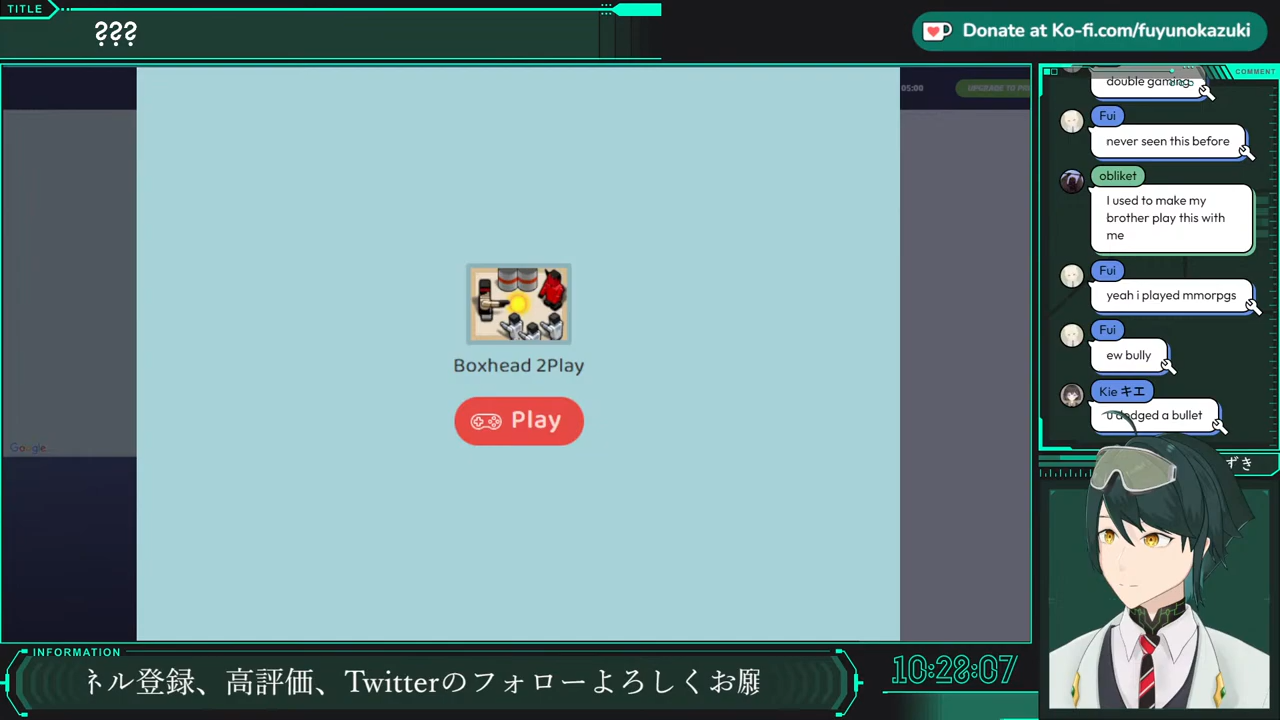 TITLE
???
Donate at Ko-fi.com/fuyunokazuki
05:00
COMMENT
double gaming
Fui
never seen this before
obliket
I used to make my
brother play this with
me
Fui
yeah i played mmorpgs
Fui
ew bully
Kie キエ
u dodged a bullet
ずき
Boxhead 2Play
Play
Google
INFORMATION
ネル登録、高評価、Twitterのフォローよろしくお願
10:28:07